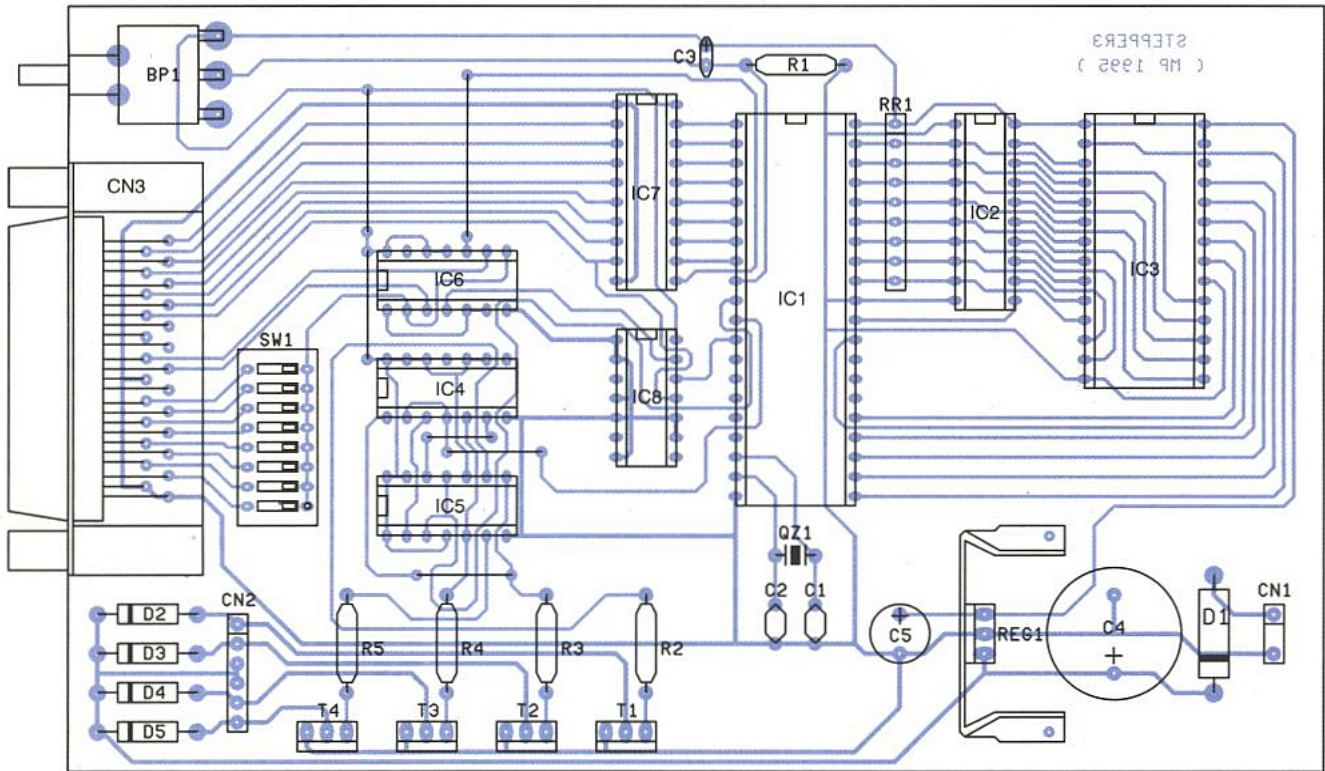 STEPPER3
( MP 1995 )
BP1
C3
R1
RR1
CN3
IC7
IC2
IC6
IC1
IC3
SW1
IC4
IC8
IC5
QZ1
C2
C1
CN2
D2
D3
D4
D5
R5
R4
R3
R2
C5
REG1
C4
D1
CN1
T4
T3
T2
T1